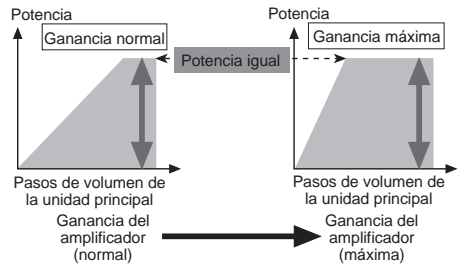 Potencia
Ganancia normal
Potencia igual
Potencia
Ganancia máxima
Pasos de volumen de
la unidad principal
Pasos de volumen de
la unidad principal
Ganancia del
amplificador
(normal)
Ganancia del
amplificador
(máxima)